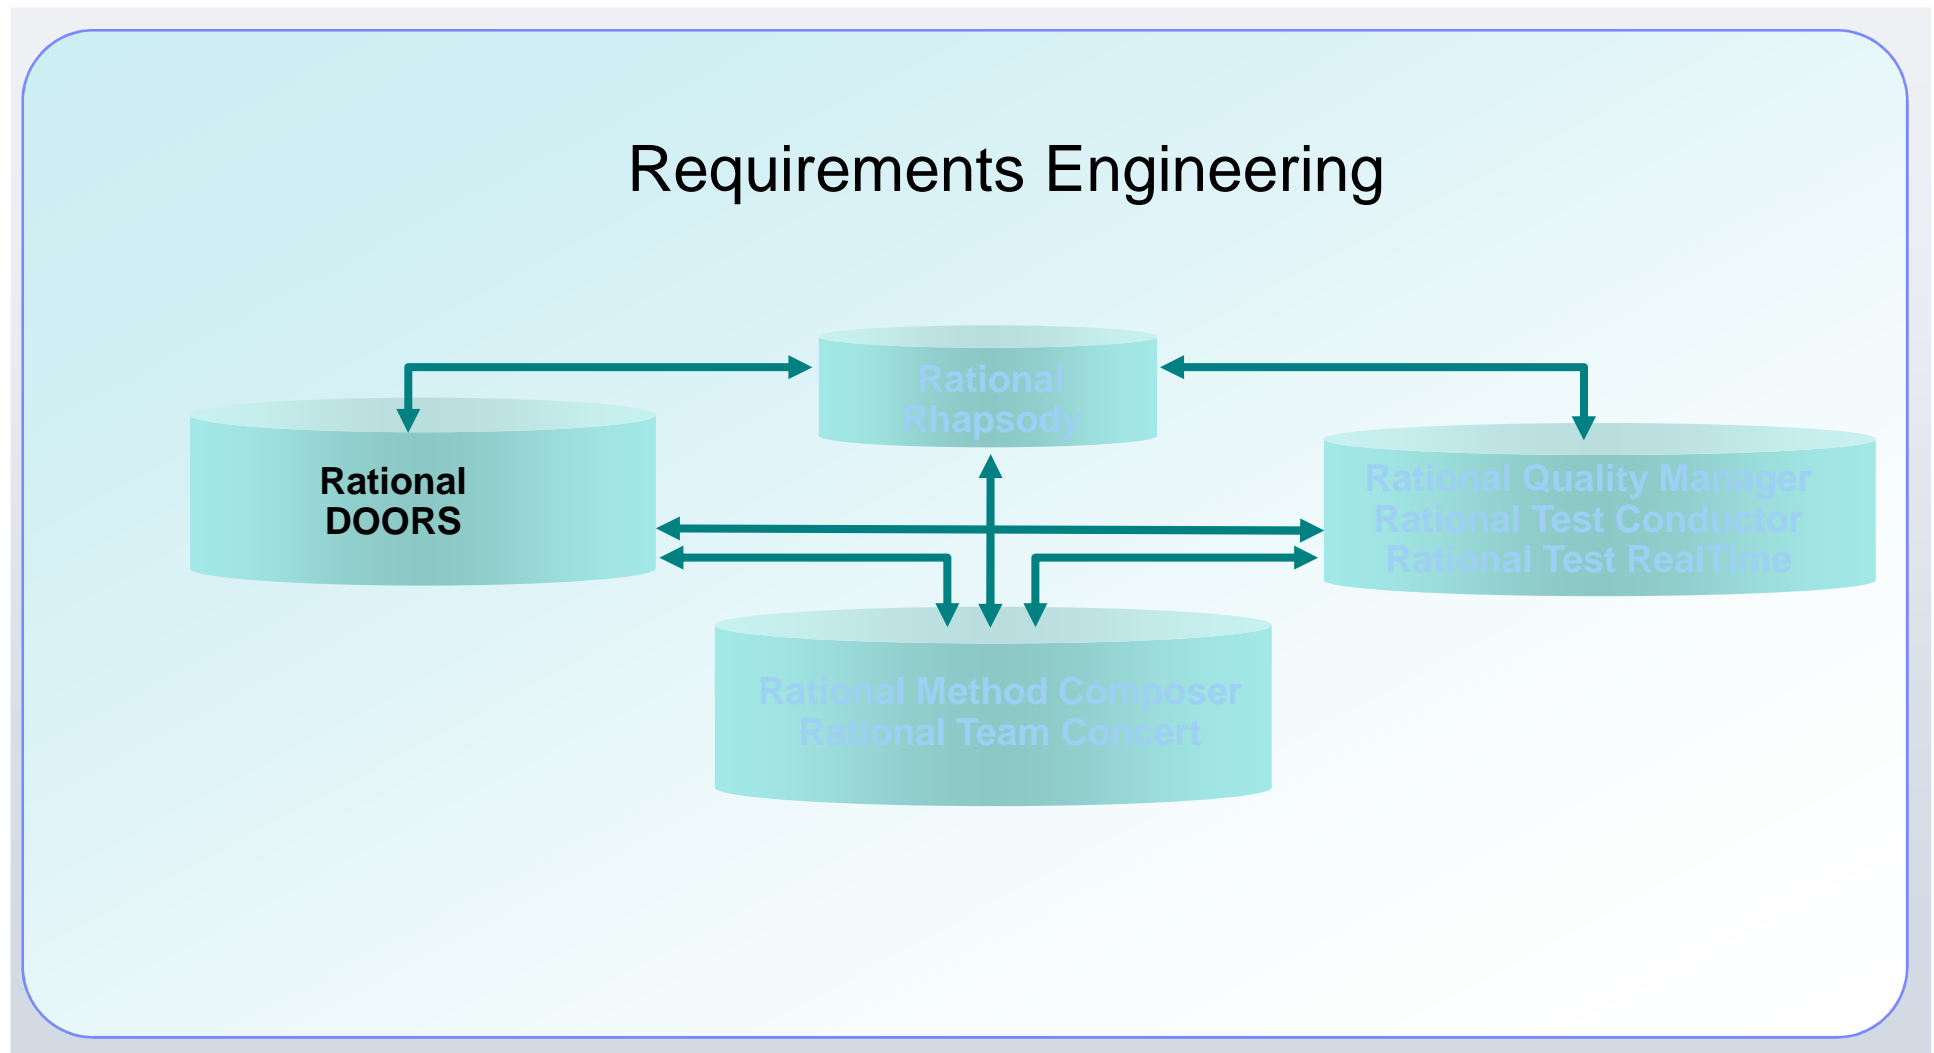 Requirements Engineering
Rational
Rhapsody
Rational
DOORS
Rational Quality Manager
Rational Test Conductor
Rational Test RealTime
Rational Method Composer
Rational Team Concert